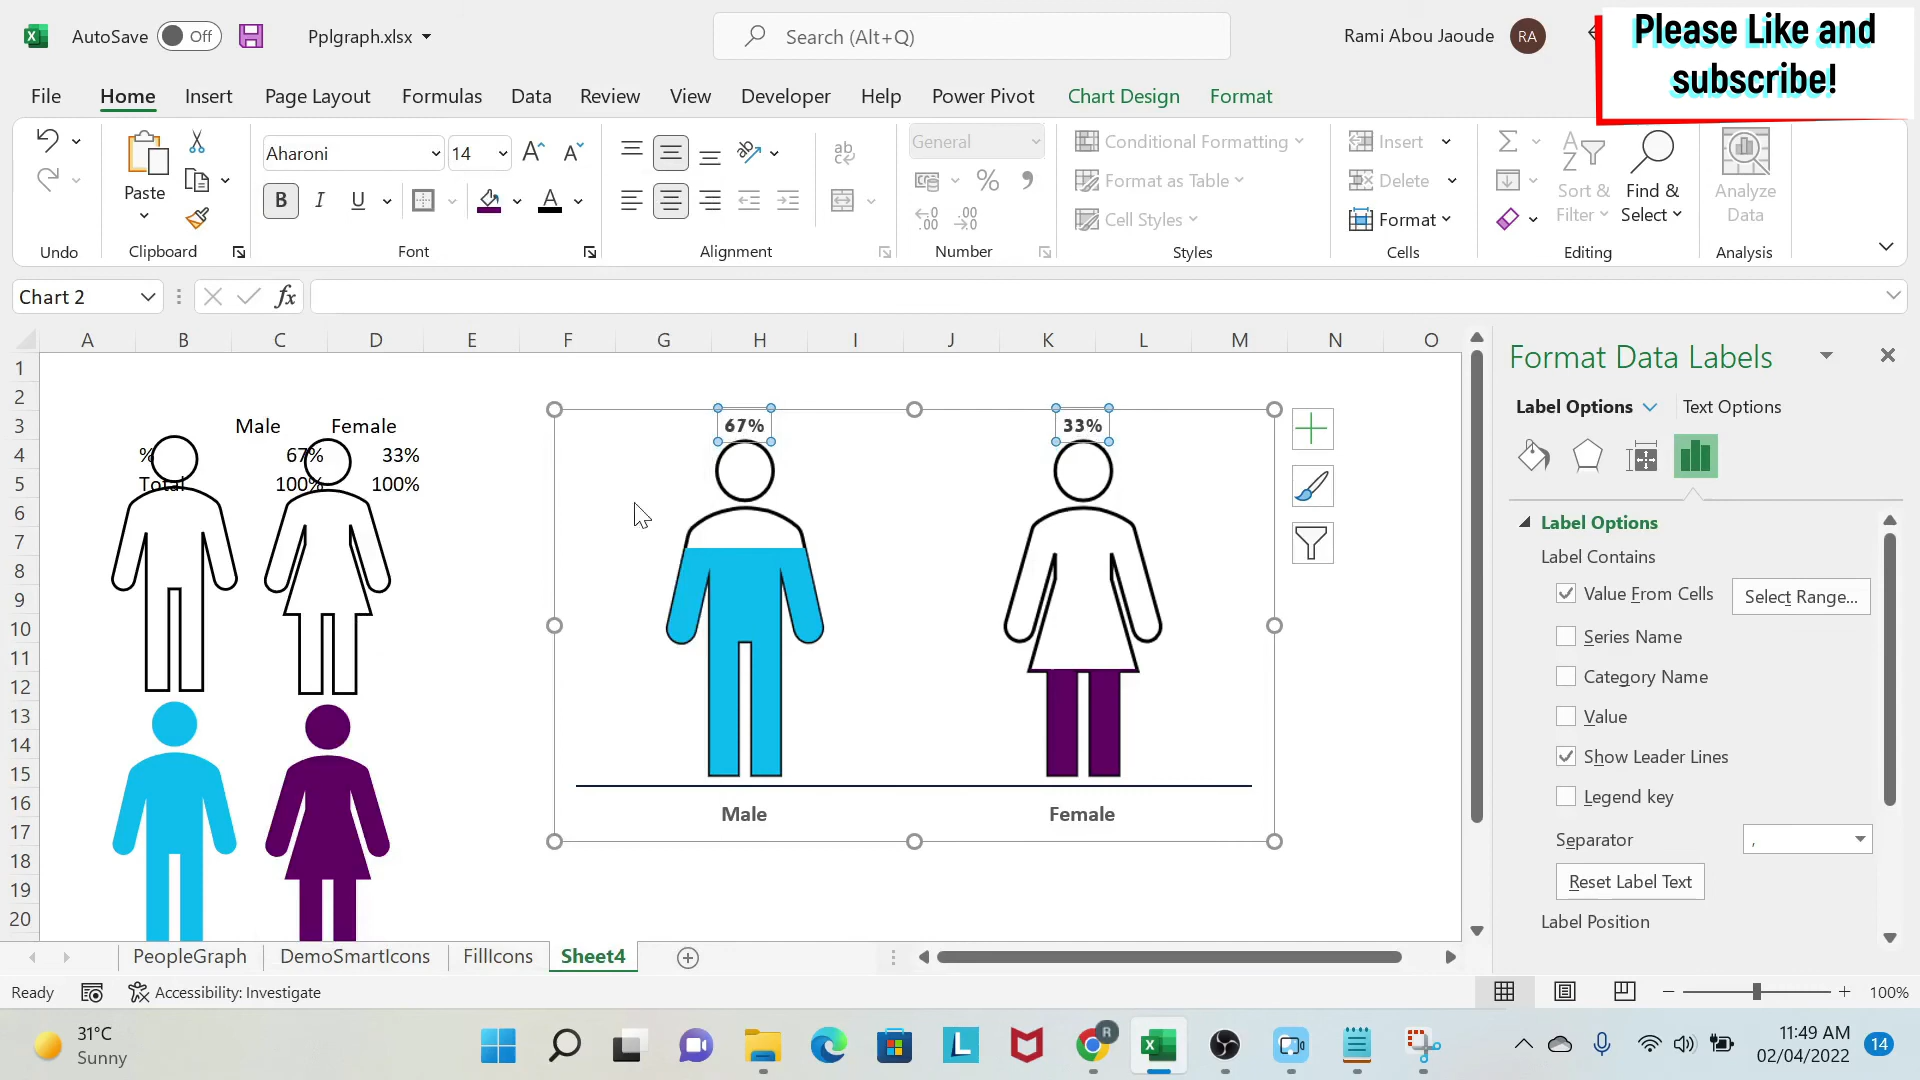 AutoSave Off Pplgraph.xlsx Search (Alt+Q) Rami Abou Jaoude RA
Please Like and
subscribe!
File Home Insert Page Layout Formulas Data Review View Developer Help Power Pivot Chart Design Format
Paste
Aharoni 14
B I U A
ab
General
% 9
Conditional Formatting
Format as Table
Cell Styles
Insert
Delete
Format
Sort &
Filter
Find &
Select
Analyze
Data
Undo Clipboard Font Alignment Number Styles Cells Editing Analysis
Chart 2 fx
A B C D E F G H I J K L M N O
1
2
3 Male Female
4 % 67% 33%
5 Total 100% 100%
6
7
8
9
10
11
12
13
14
15
16
17
18
19
20
67% 33%
Male Female
Format Data Labels
Label Options Text Options
Label Options
Label Contains
Value From Cells Select Range...
Series Name
Category Name
Value
Show Leader Lines
Legend key
Separator ,
Reset Label Text
Label Position
PeopleGraph DemoSmartIcons FillIcons Sheet4
Ready Accessibility: Investigate 100%
31°C
Sunny
L R
11:49 AM
02/04/2022 14